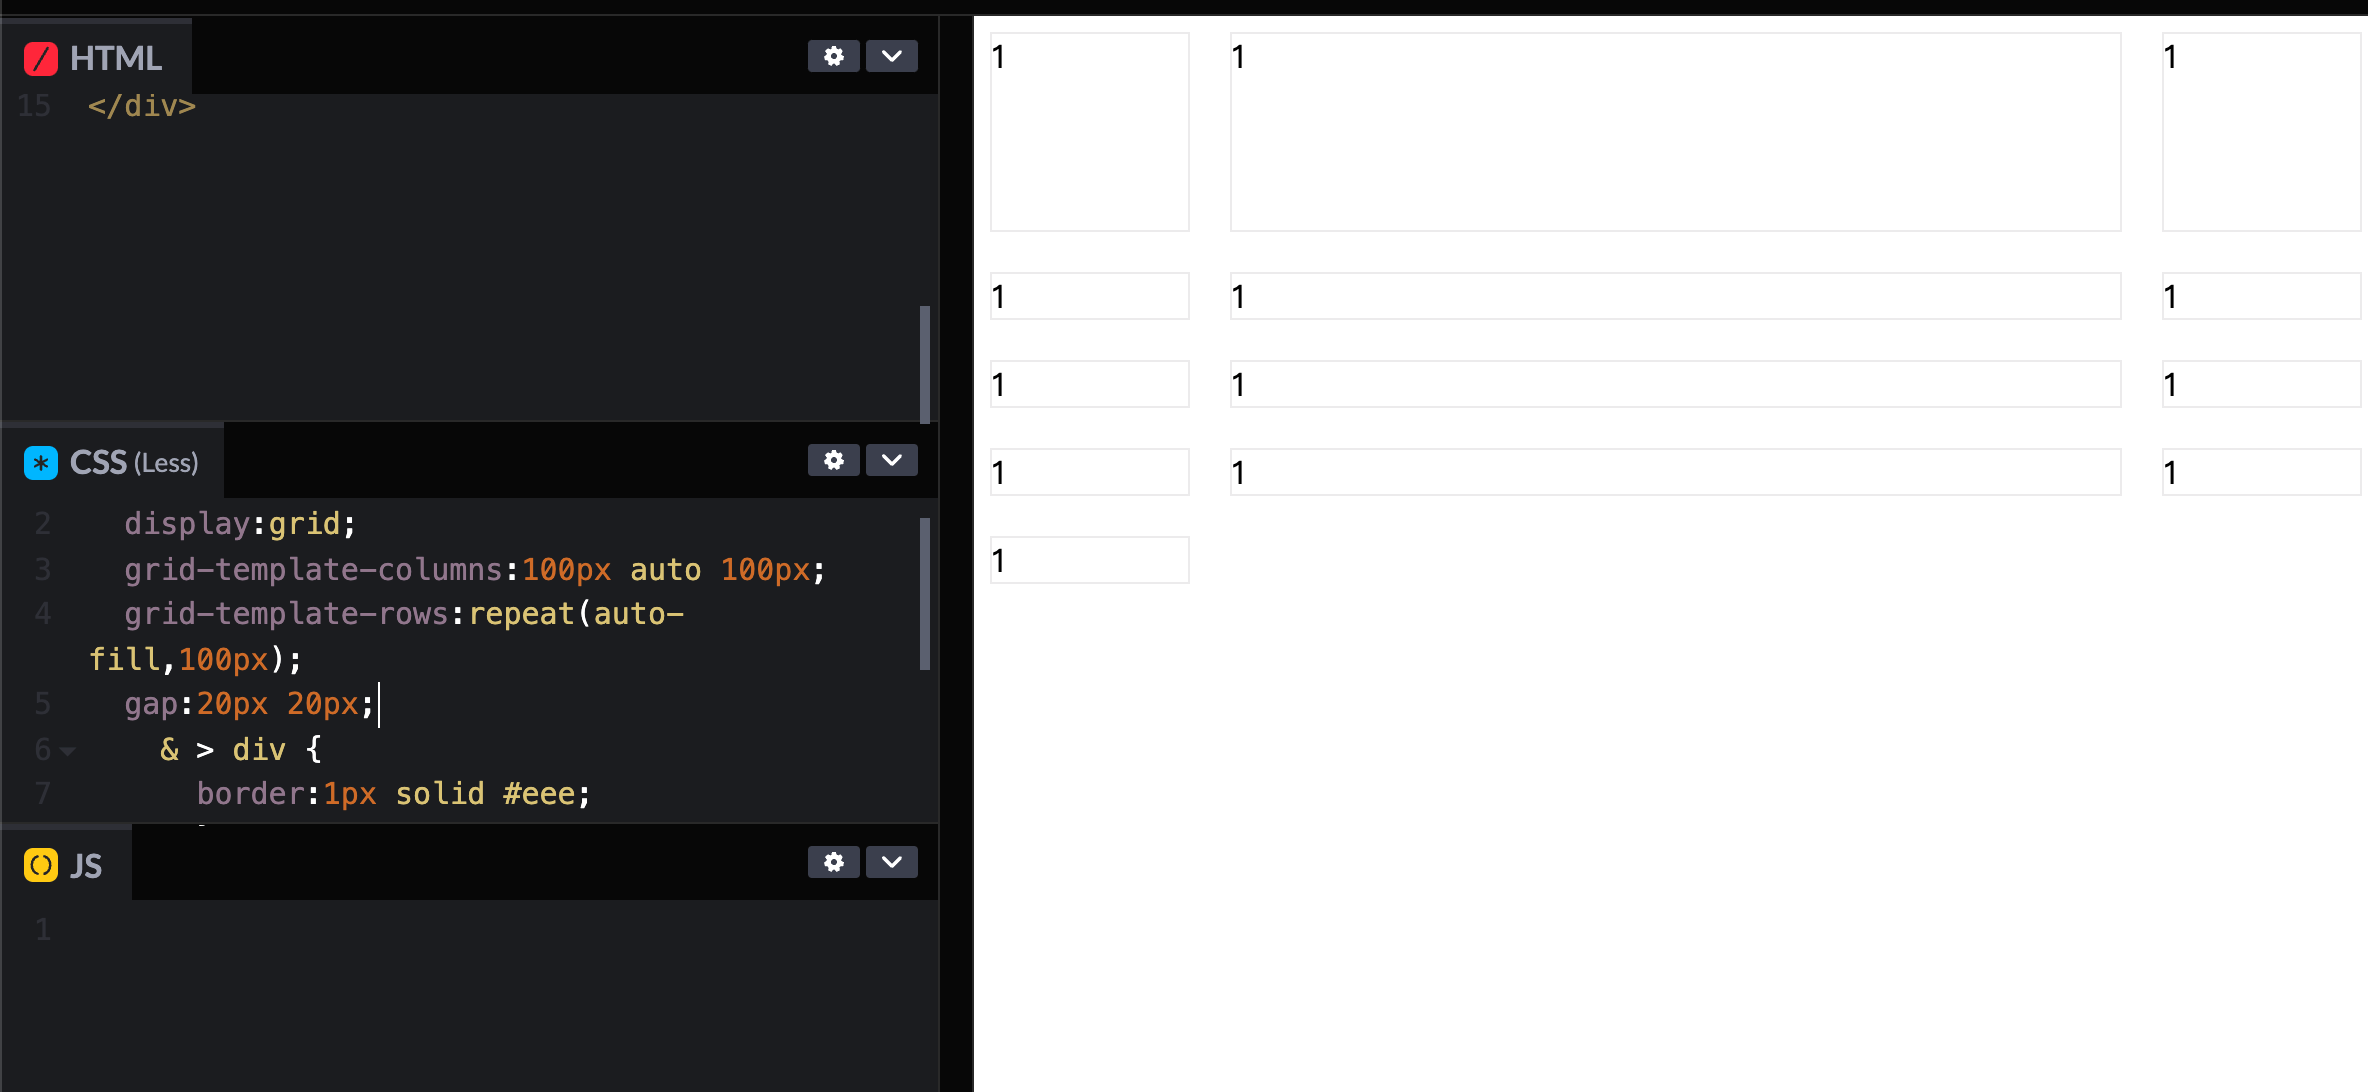 HTML
15 </div>
CSS (Less)
2 display:grid;
3 grid-template-columns:100px auto 100px;
4 grid-template-rows:repeat(auto-
fill,100px);
5 gap:20px 20px;
6 & > div {
7 border:1px solid #eee;
JS
1
1 1 1
1 1 1
1 1 1
1 1 1
1